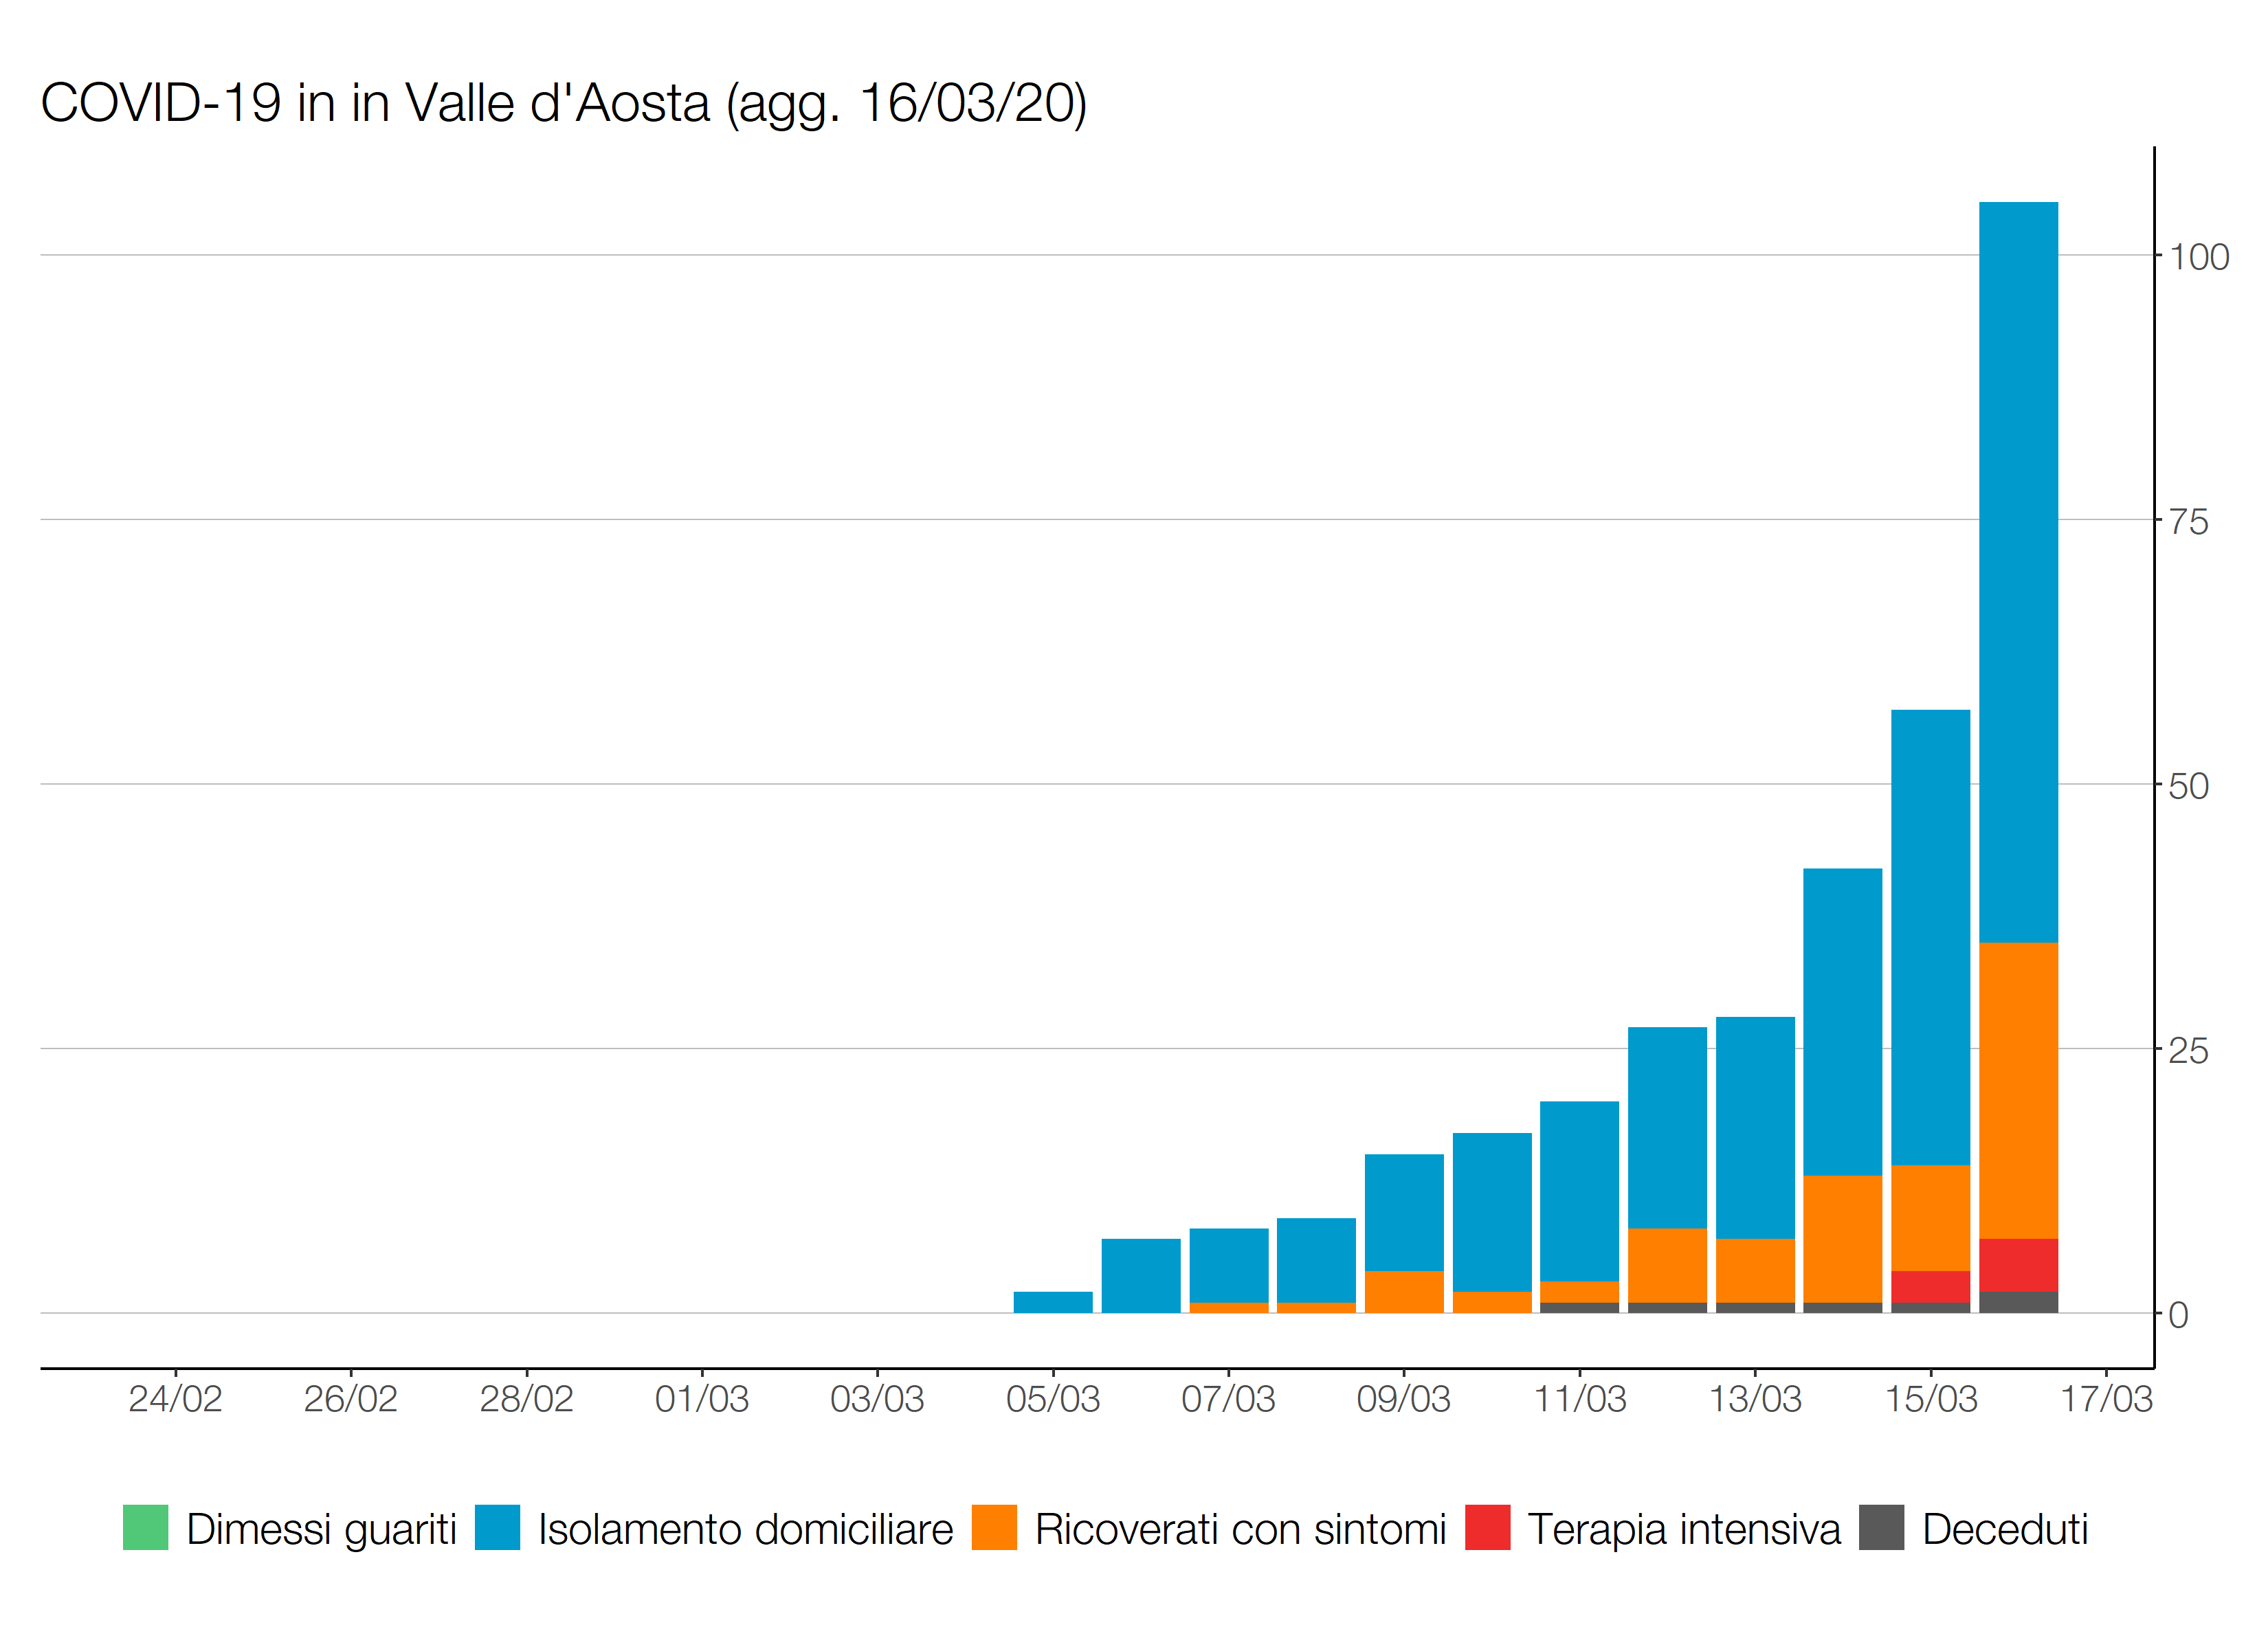 COVID-19 in in Valle d'Aosta (agg. 16/03/20)
100
75
50
25
0
24/02 26/02 28/02 01/03 03/03 05/03 07/03 09/03 11/03 13/03 15/03 17/03
Dimessi guariti Isolamento domiciliare Ricoverati con sintomi Terapia intensiva Deceduti